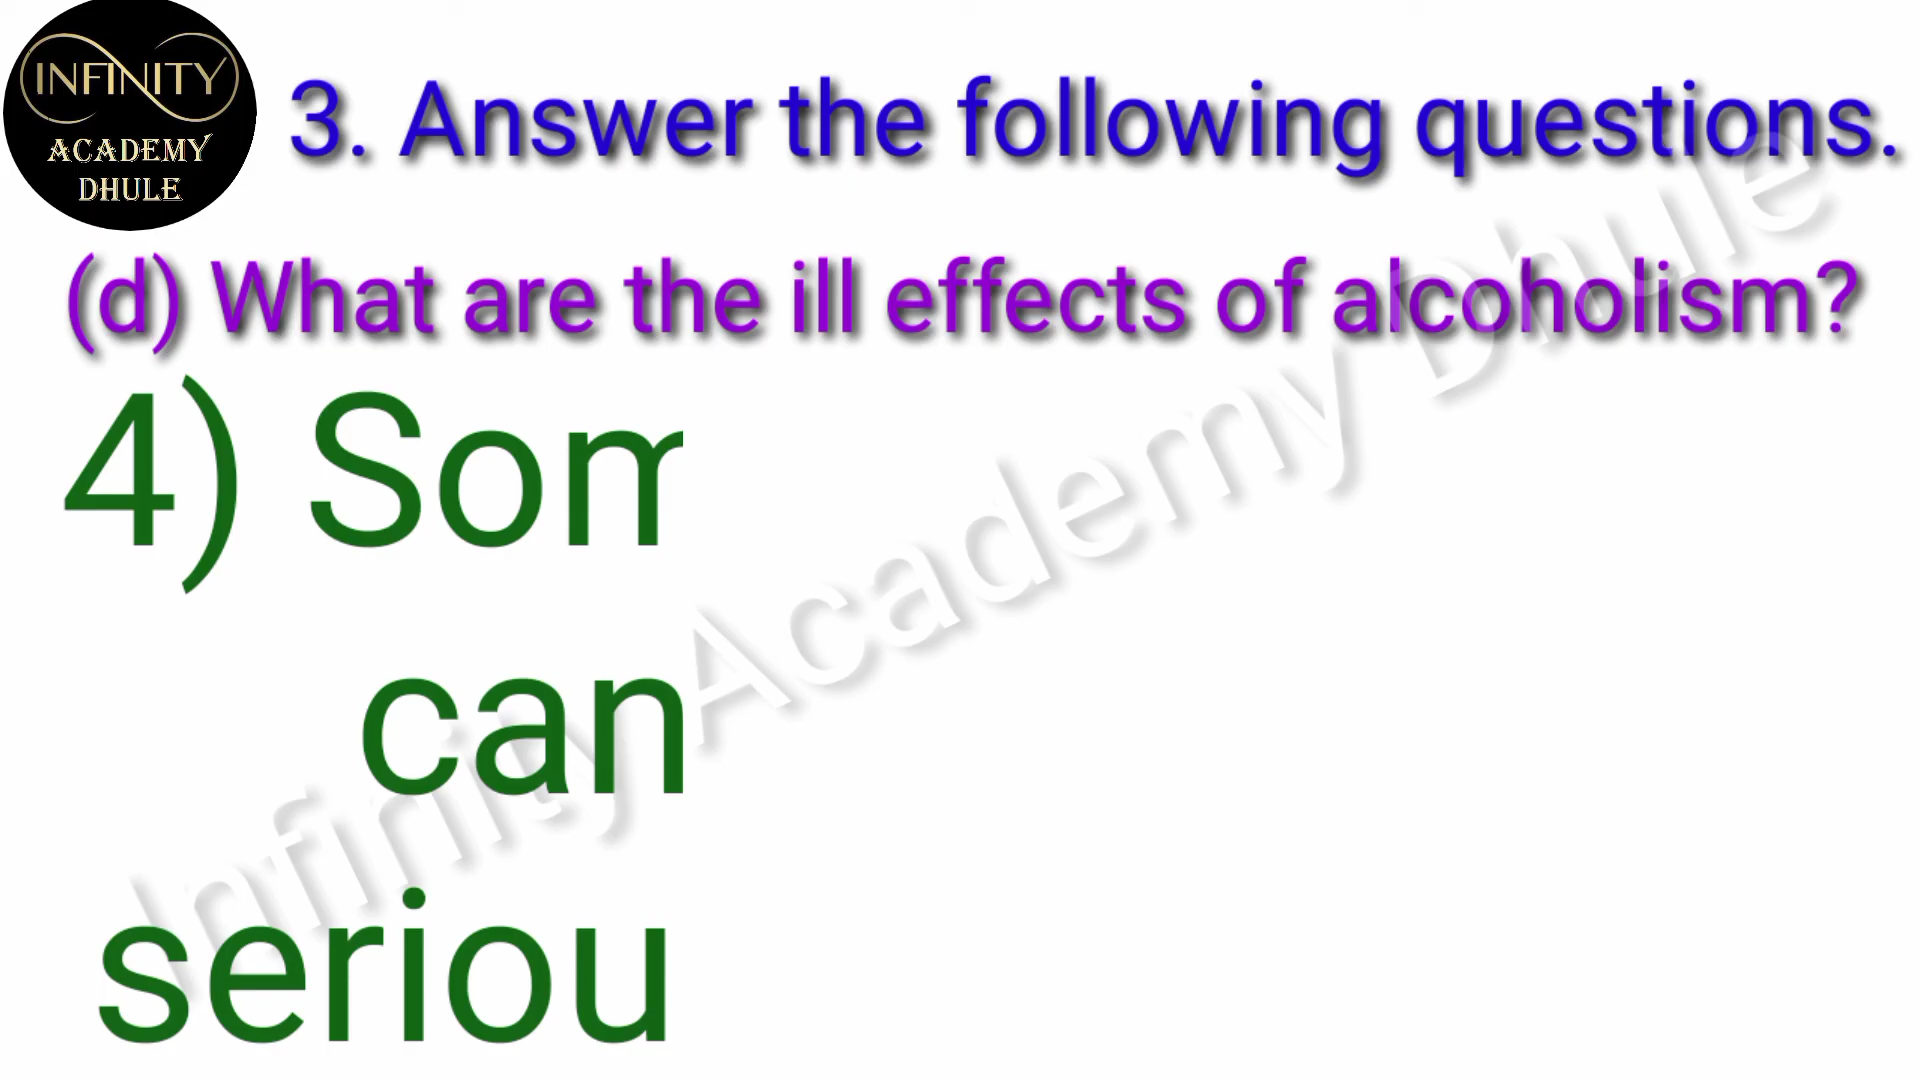 INFINITY
ACADEMY
DHULE
3. Answer the following questions.
(d) What are the ill effects of alcoholism?
4) Som
can
seriou
Infinity Academy Dhule